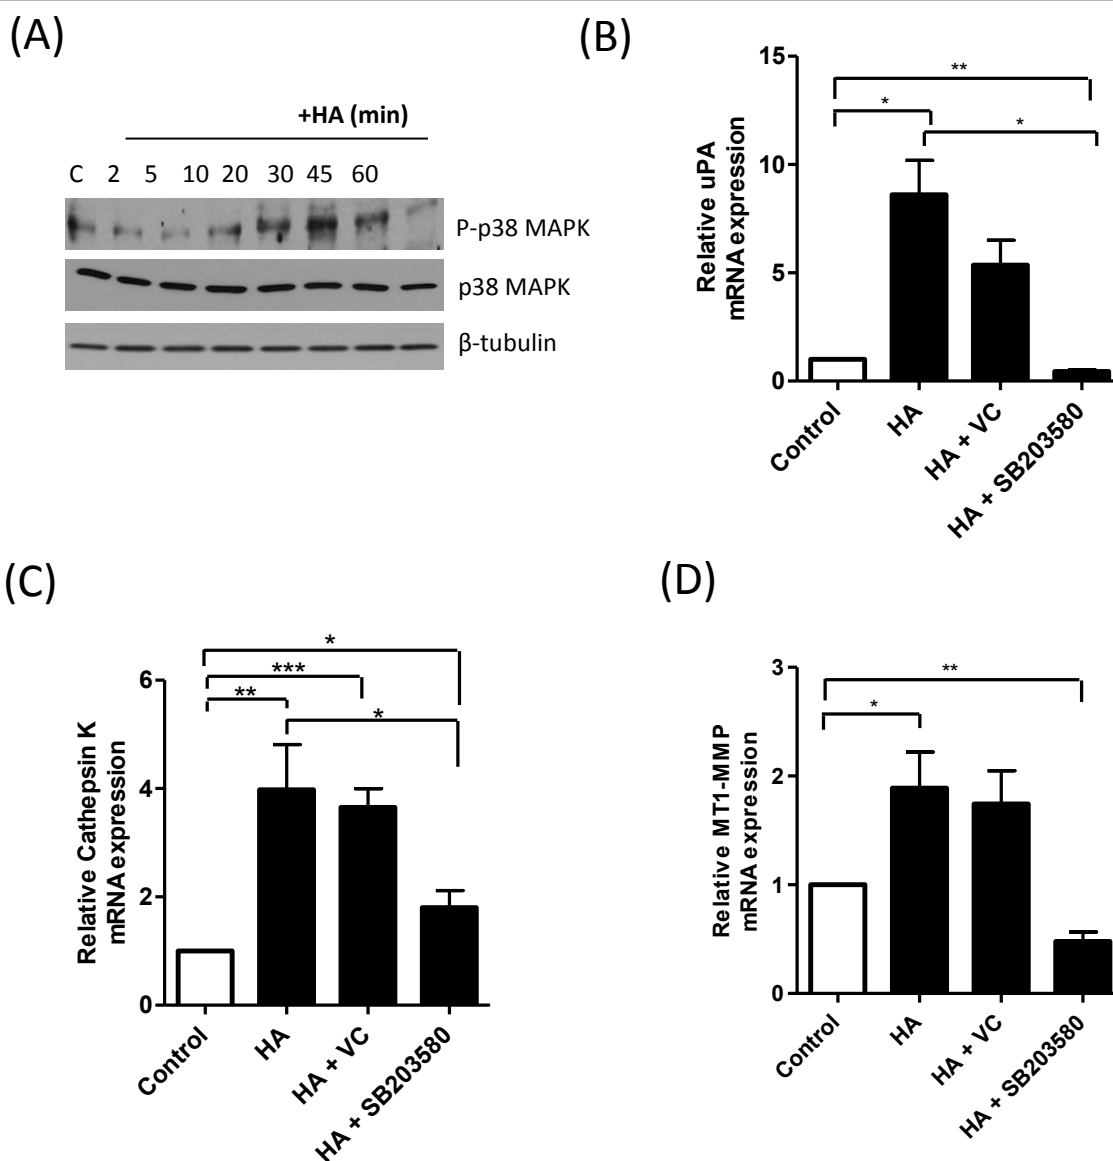 (A)
+HA (min)
C 2 5 10 20 30 45 60
P-p38 MAPK
p38 MAPK
β-tubulin
(B)
Relative uPA
mRNA expression
15
10
5
0
**
*
*
Control
HA
HA + VC
HA + SB203580
(C)
Relative Cathepsin K
mRNA expression
6
4
2
0
*
***
**
*
Control
HA
HA + VC
HA + SB203580
(D)
Relative MT1-MMP
mRNA expression
3
2
1
0
**
*
Control
HA
HA + VC
HA + SB203580